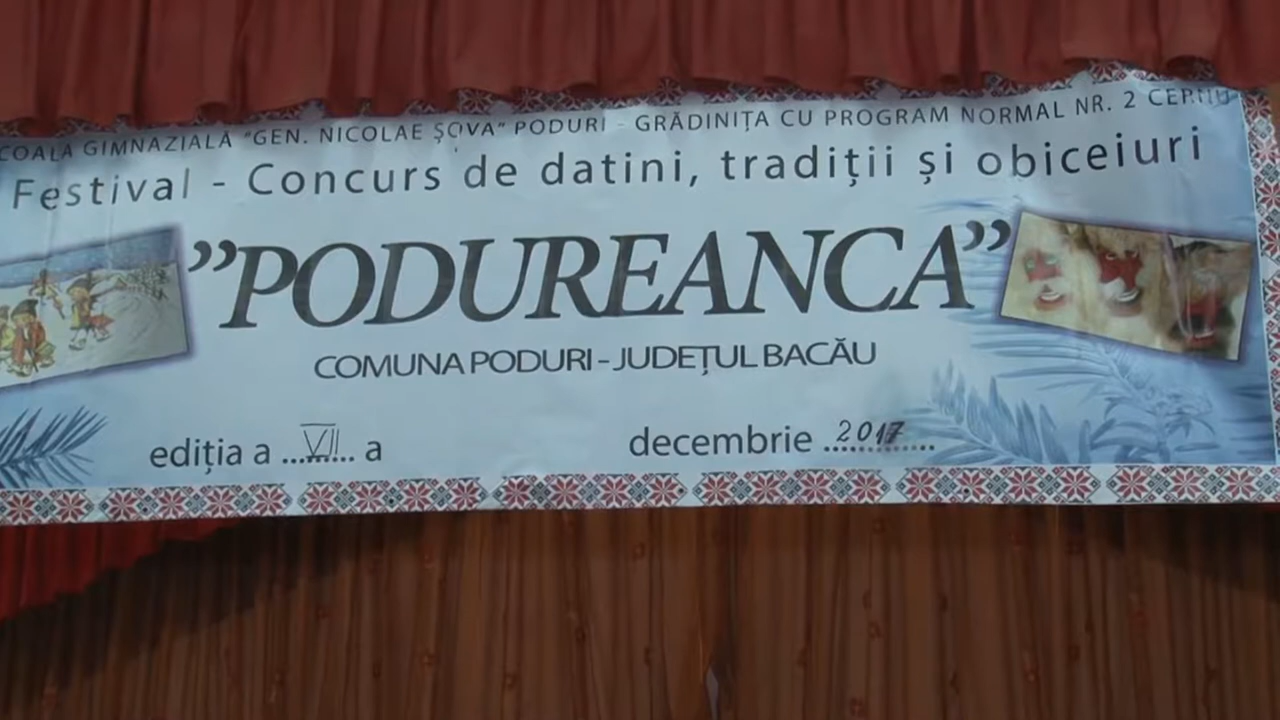 COALA GIMNAZIALĂ "GEN. NICOLAE ȘOVA" PODURI - GRĂDINIȚA CU PROGRAM NORMAL NR. 2 CERNU
Festival - Concurs de datini, tradiții și obiceiuri
”PODUREANCA”
COMUNA PODURI - JUDEȚUL BACĂU
ediția a ...VII... a
decembrie ..2017....